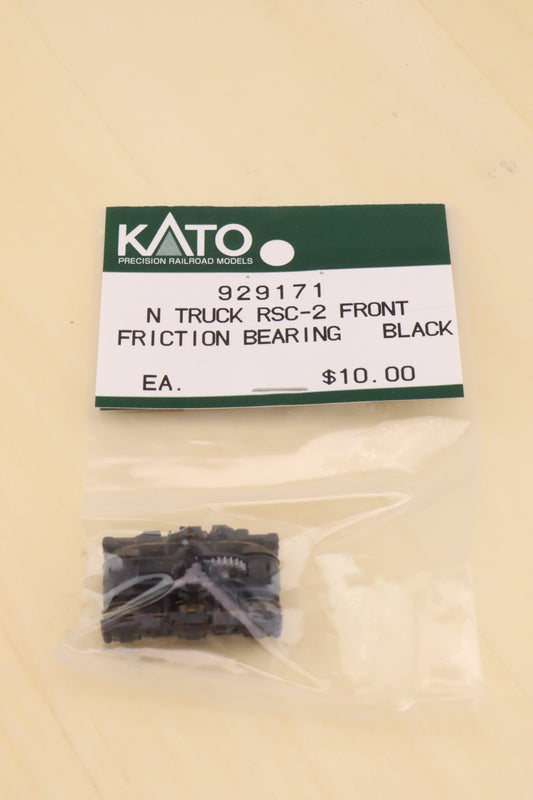 KATO
PRECISION RAILROAD MODELS
929171
N TRUCK RSC-2 FRONT
FRICTION BEARING BLACK
EA. $10.00